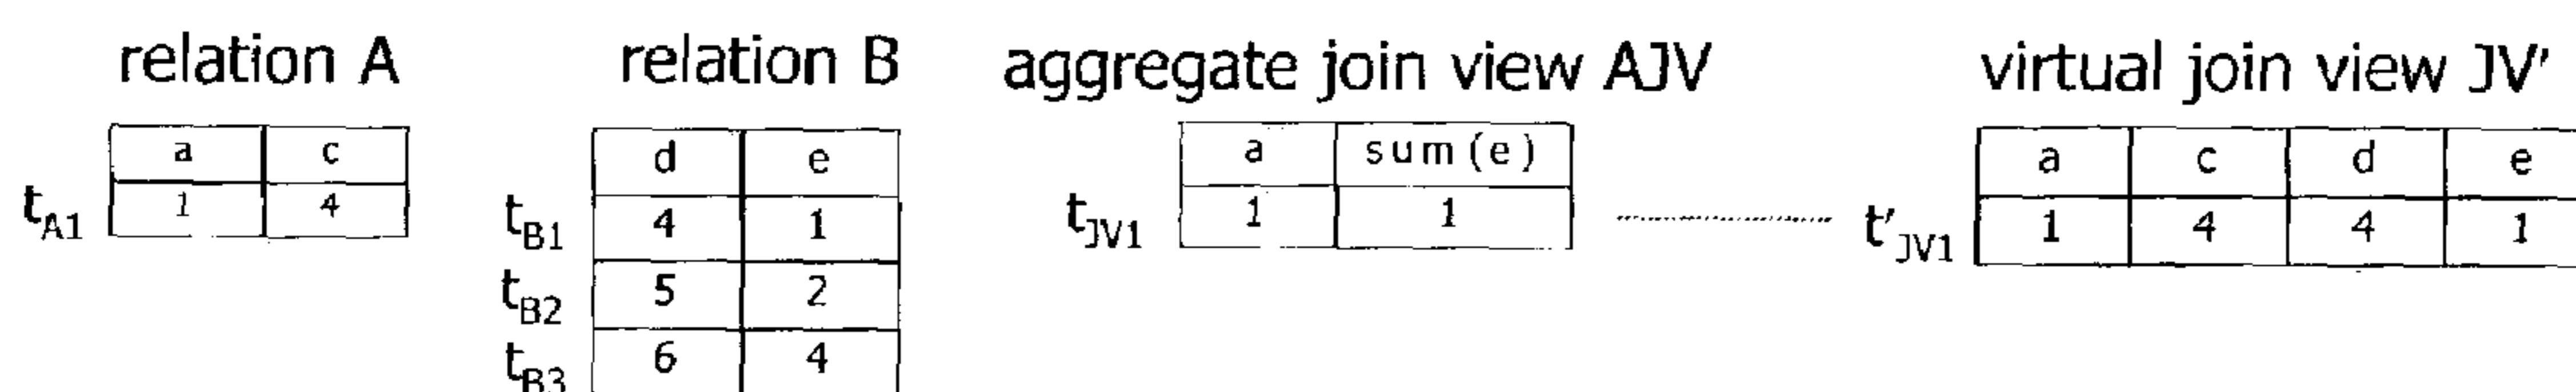 relation A relation B aggregate join view AJV virtual join view JV'
a c
t_A1 1 4
d e
t_B1 4 1
t_B2 5 2
t_B3 6 4
a sum(e)
t_JV1 1 1
a c d e
t'_JV1 1 4 4 1